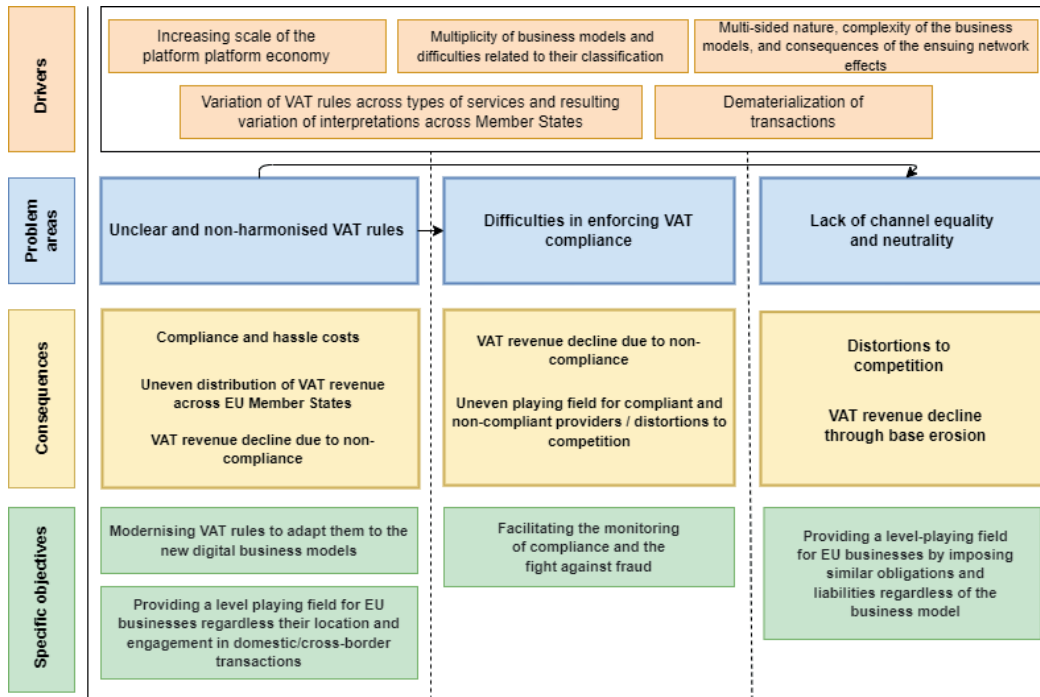 Drivers
Increasing scale of the
platform platform economy
Multiplicity of business models and
difficulties related to their classification
Multi-sided nature, complexity of the business
models, and consequences of the ensuing network
effects
Variation of VAT rules across types of services and resulting
variation of interpretations across Member States
Dematerialization of
transactions
Problem
areas
Unclear and non-harmonised VAT rules
Difficulties in enforcing VAT
compliance
Lack of channel equality
and neutrality
Consequences
Compliance and hassle costs
Uneven distribution of VAT revenue
across EU Member States
VAT revenue decline due to non-
compliance
VAT revenue decline due to non-
compliance
Uneven playing field for compliant and
non-compliant providers / distortions to
competition
Distortions to
competition
VAT revenue decline
through base erosion
Specific objectives
Modernising VAT rules to adapt them to the
new digital business models
Providing a level playing field for EU
businesses regardless their location and
engagement in domestic/cross-border
transactions
Facilitating the monitoring
of compliance and the
fight against fraud
Providing a level-playing field
for EU businesses by imposing
similar obligations and
liabilities regardless of the
business model